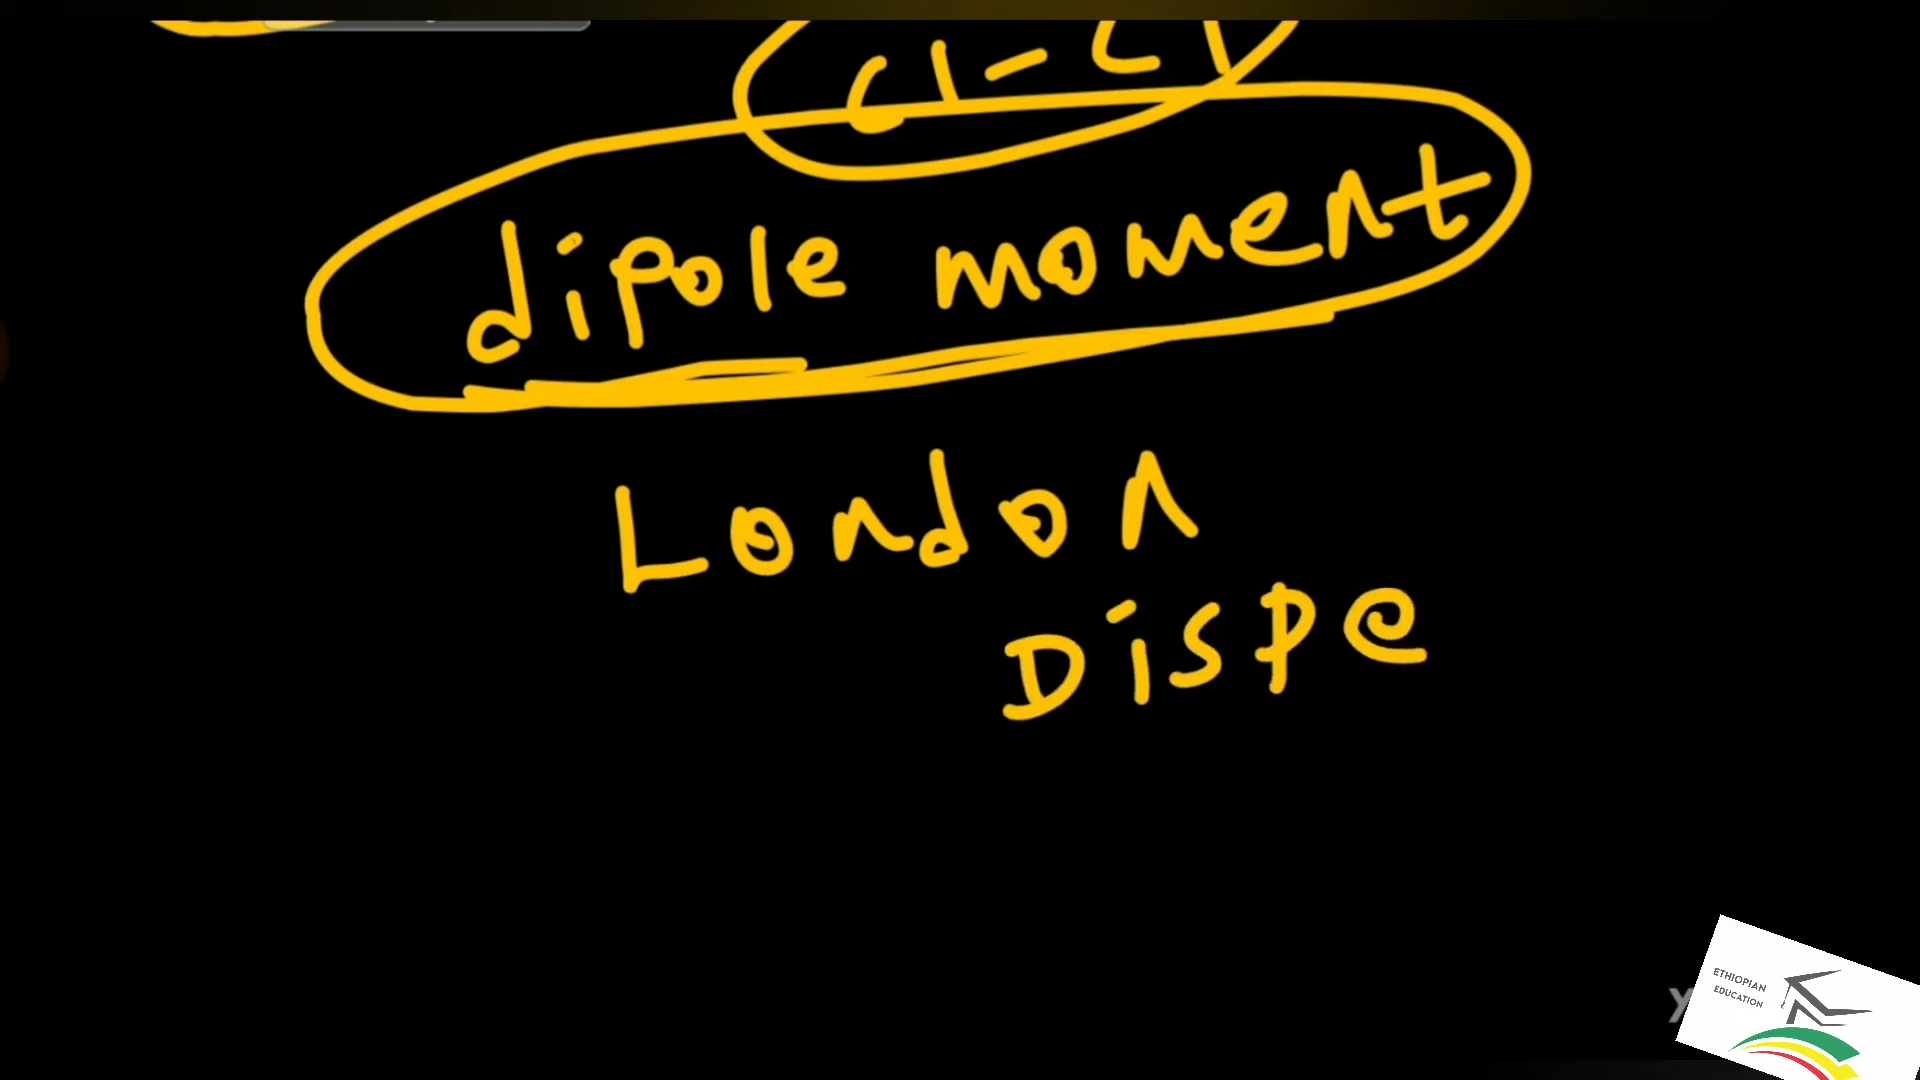 Cl-Cl
dipole moment
London
Dispe
ETHIOPIAN
EDUCATION